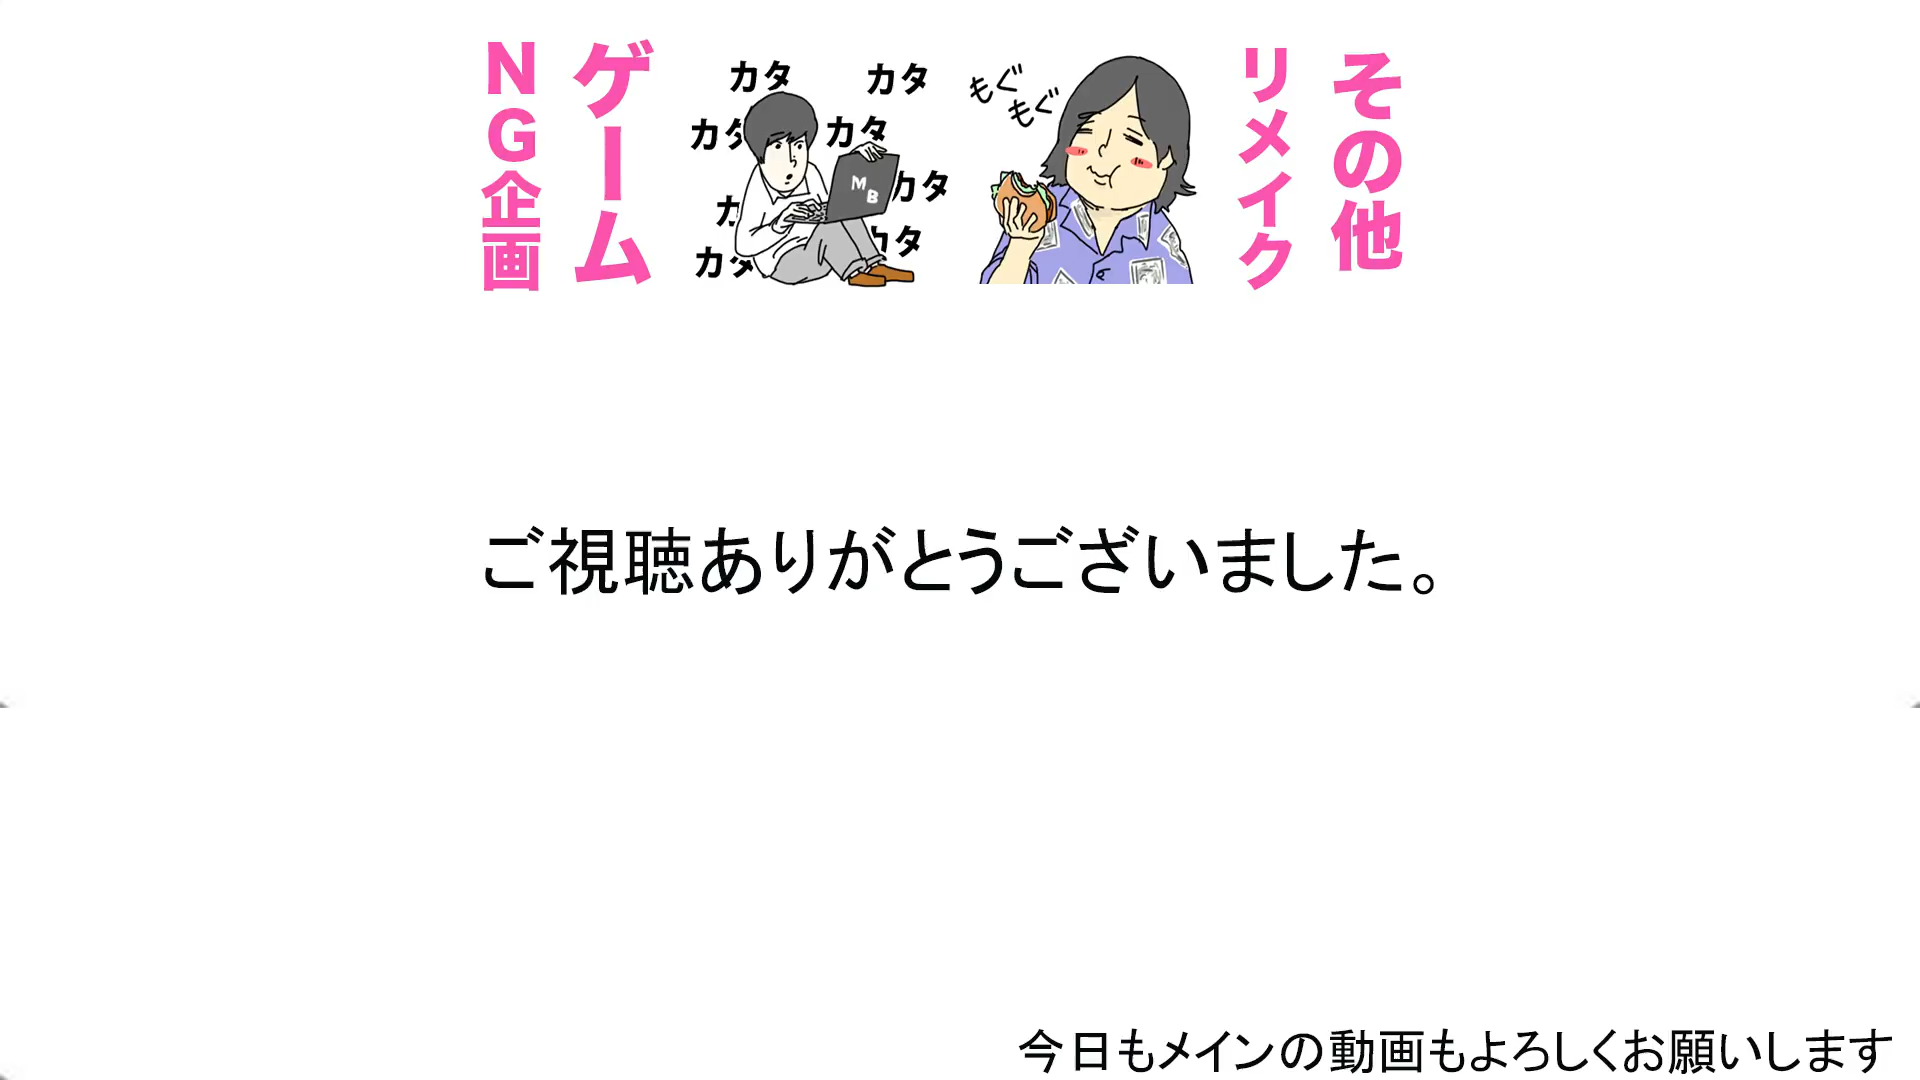 その他
リメイク
もぐ
もぐ
カタ
カタ
カタ
カタ
カタ
カ
カタ
カタ
MB
ゲーム
NG企画
ご視聴ありがとうございました。
今日もメインの動画もよろしくお願いします